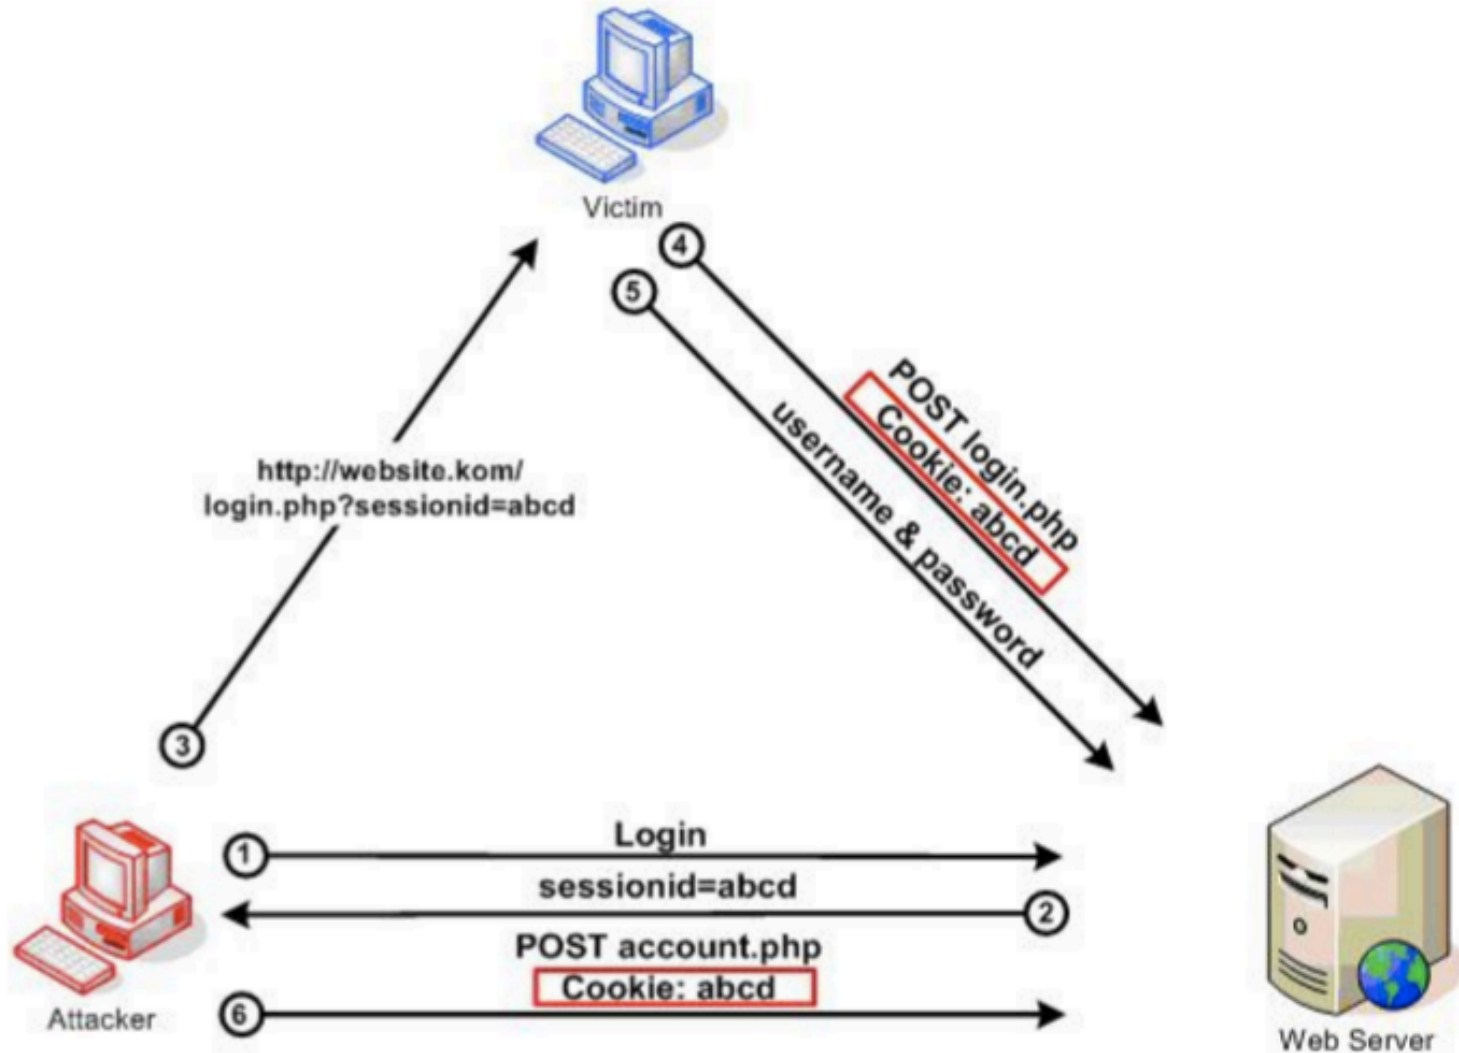 Victim
4
5
POST login.php
Cookie: abcd
username & password
http://website.kom/
login.php?sessionid=abcd
3
1
Login
sessionid=abcd
2
POST account.php
Cookie: abcd
6
Attacker
Web Server